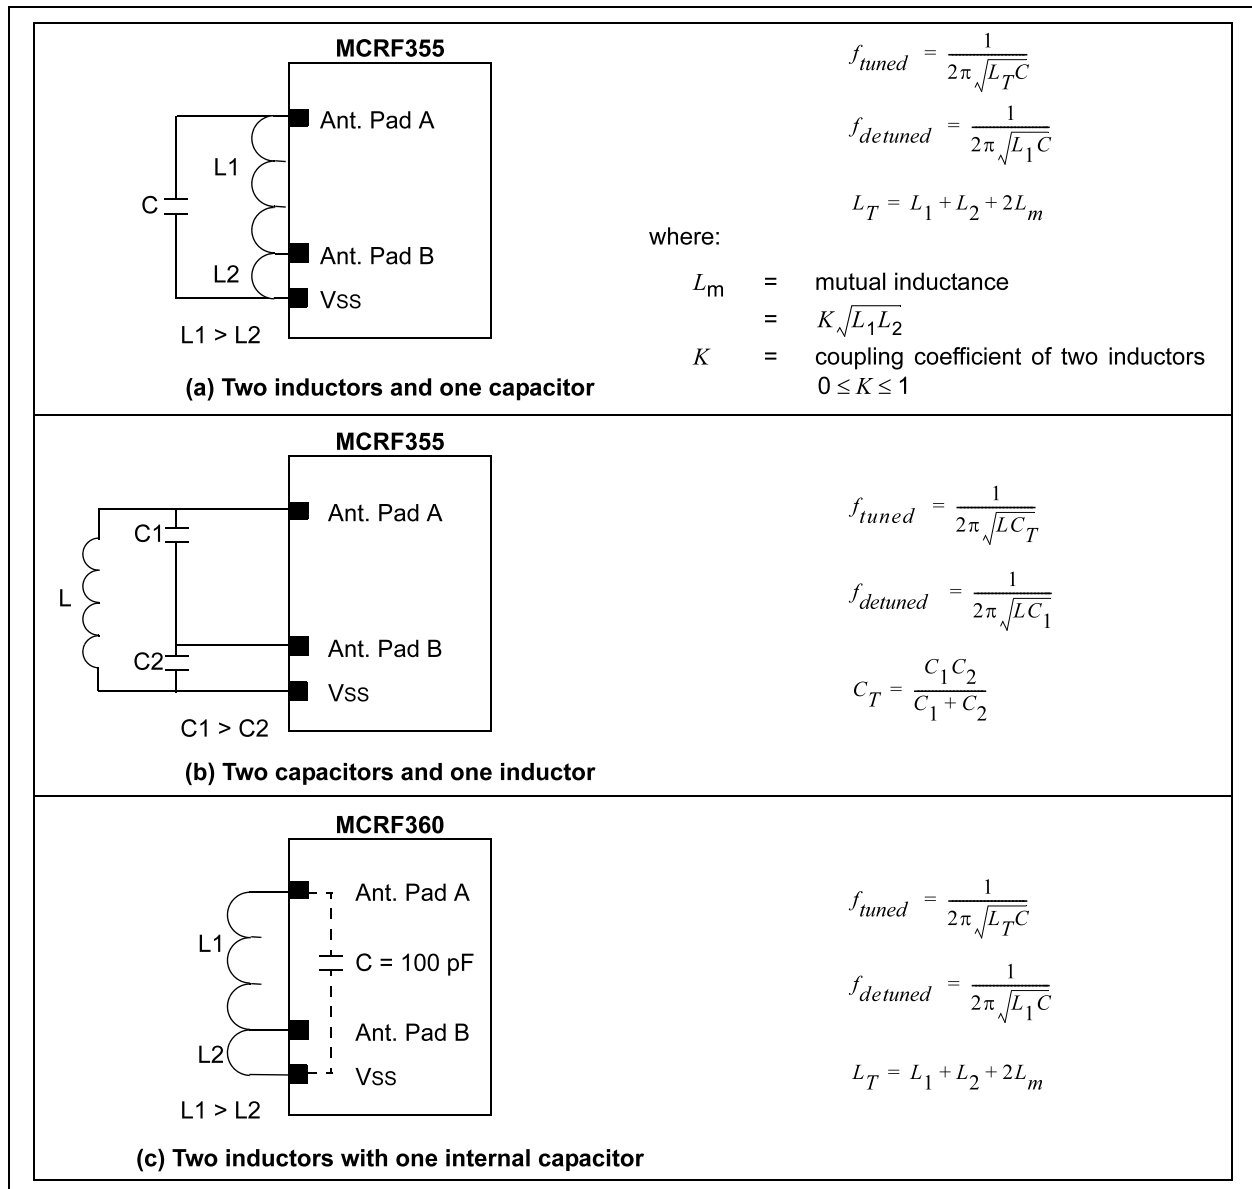 MCRF355
Ant. Pad A
L1
C
Ant. Pad B
L2
VSS
L1 > L2
(a) Two inductors and one capacitor
f_tuned = 1 / (2π√(L_T C))
f_detuned = 1 / (2π√(L_1 C))
L_T = L_1 + L_2 + 2L_m
where:
L_m = mutual inductance
= K√(L_1 L_2)
K = coupling coefficient of two inductors
0 ≤ K ≤ 1
MCRF355
Ant. Pad A
C1
L
Ant. Pad B
C2
VSS
C1 > C2
(b) Two capacitors and one inductor
f_tuned = 1 / (2π√(LC_T))
f_detuned = 1 / (2π√(LC_1))
C_T = C_1 C_2 / (C_1 + C_2)
MCRF360
Ant. Pad A
L1
C = 100 pF
Ant. Pad B
L2
VSS
L1 > L2
(c) Two inductors with one internal capacitor
f_tuned = 1 / (2π√(L_T C))
f_detuned = 1 / (2π√(L_1 C))
L_T = L_1 + L_2 + 2L_m